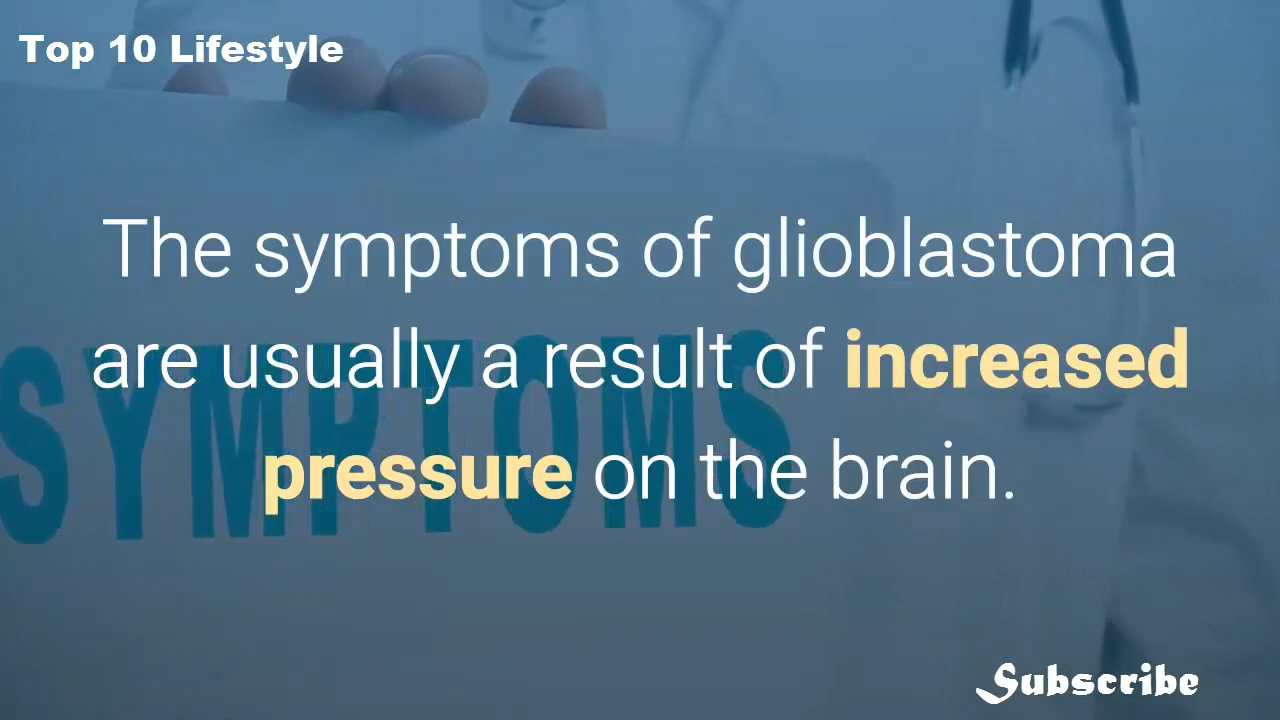 Top 10 Lifestyle
The symptoms of glioblastoma
are usually a result of increased
pressure on the brain.
SYMPTOMS
Subscribe